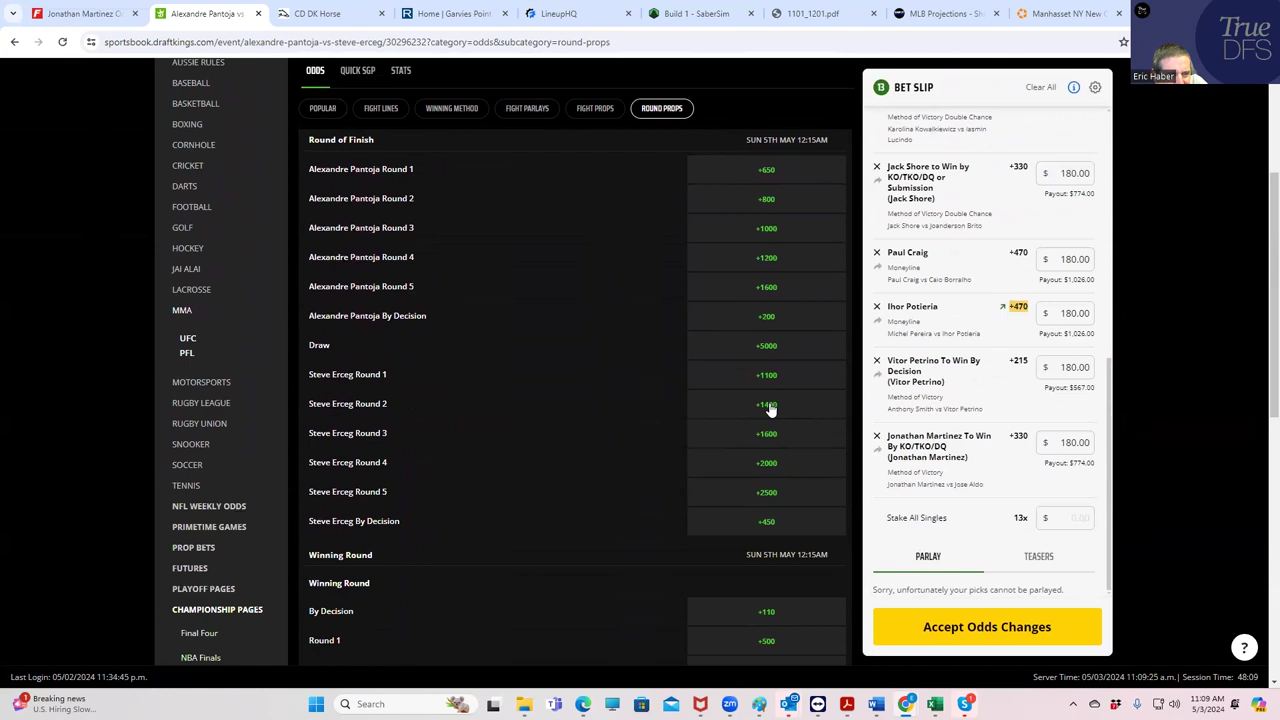 Jonathan Martinez O
Alexandre Pantoja vs
CD DK Horse
Home | Garvies Point
LineupHQ
Build 1 - SaberSim
1101_1201.pdf
MLB Projections - Sh
Manhasset NY New C
sportsbook.draftkings.com/event/alexandre-pantoja-vs-steve-erceg/30296232?category=odds&subcategory=round-props
True
DFS
Eric Haber
AUSSIE RULES
BASEBALL
BASKETBALL
BOXING
CORNHOLE
CRICKET
DARTS
FOOTBALL
GOLF
HOCKEY
JAI ALAI
LACROSSE
MMA
UFC
PFL
MOTORSPORTS
RUGBY LEAGUE
RUGBY UNION
SNOOKER
SOCCER
TENNIS
NFL WEEKLY ODDS
PRIMETIME GAMES
PROP BETS
FUTURES
PLAYOFF PAGES
CHAMPIONSHIP PAGES
Final Four
NBA Finals
ODDS QUICK SGP STATS
POPULAR FIGHT LINES WINNING METHOD FIGHT PARLAYS FIGHT PROPS ROUND PROPS
Round of Finish SUN 5TH MAY 12:15AM
Alexandre Pantoja Round 1 +650
Alexandre Pantoja Round 2 +800
Alexandre Pantoja Round 3 +1000
Alexandre Pantoja Round 4 +1200
Alexandre Pantoja Round 5 +1600
Alexandre Pantoja By Decision +200
Draw +5000
Steve Erceg Round 1 +1100
Steve Erceg Round 2
Steve Erceg Round 3 +1600
Steve Erceg Round 4 +2000
Steve Erceg Round 5 +2500
Steve Erceg By Decision +450
Winning Round SUN 5TH MAY 12:15AM
Winning Round
By Decision +110
Round 1 +500
13 BET SLIP Clear All
Method of Victory Double Chance
Karolina Kowalkiewicz vs Iasmin
Lucindo
Jack Shore to Win by +330 $ 180.00
KO/TKO/DQ or
Submission Payout: $774.00
(Jack Shore)
Method of Victory Double Chance
Jack Shore vs Joanderson Brito
Paul Craig +470 $ 180.00
Moneyline
Paul Craig vs Caio Borralho Payout: $1,026.00
Ihor Potieria +470 $ 180.00
Moneyline
Michel Pereira vs Ihor Potieria Payout: $1,026.00
Vitor Petrino To Win By +215 $ 180.00
Decision
(Vitor Petrino) Payout: $567.00
Method of Victory
Anthony Smith vs Vitor Petrino
Jonathan Martinez To Win +330 $ 180.00
By KO/TKO/DQ
(Jonathan Martinez) Payout: $774.00
Method of Victory
Jonathan Martinez vs Jose Aldo
Stake All Singles 13x $ 0.00
PARLAY TEASERS
Sorry, unfortunately your picks cannot be parlayed.
Accept Odds Changes
?
Last Login: 05/02/2024 11:34:45 p.m.
Server Time: 05/03/2024 11:09:25 a.m. | Session Time: 48:09
1
Breaking news
U.S. Hiring Slow...
Search
11:09 AM
5/3/2024